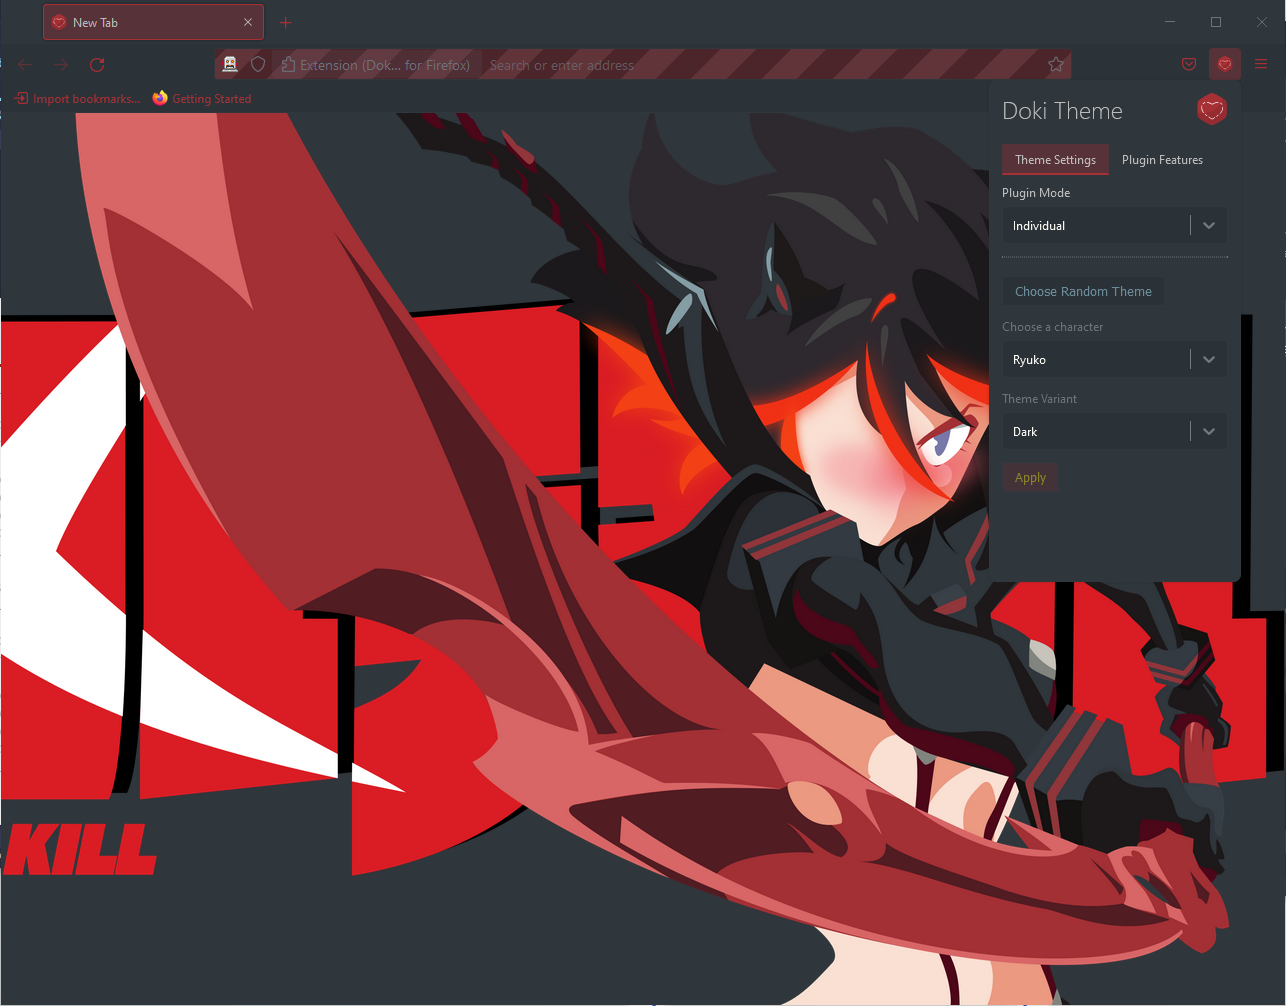 New Tab
Extension (Dok... for Firefox)
Search or enter address
Import bookmarks...
Getting Started
Doki Theme
Theme Settings
Plugin Features
Plugin Mode
Individual
Choose Random Theme
Choose a character
Ryuko
Theme Variant
Dark
Apply
KILL